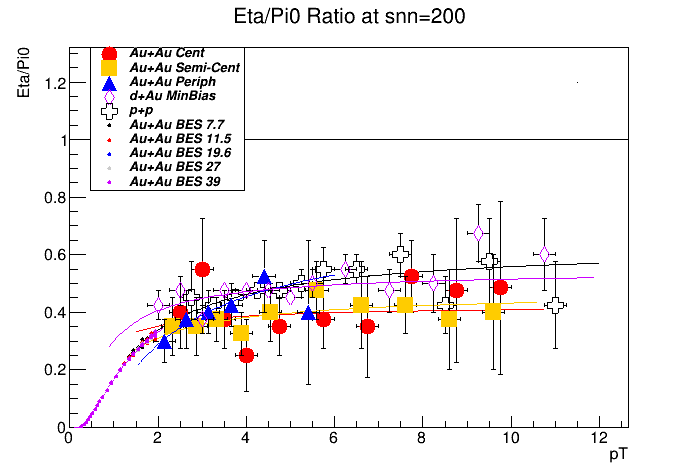 Eta/Pi0 Ratio at snn=200
Eta/Pi0
Au+Au Cent
Au+Au Semi-Cent
Au+Au Periph
d+Au MinBias
p+p
Au+Au BES 7.7
Au+Au BES 11.5
Au+Au BES 19.6
Au+Au BES 27
Au+Au BES 39
1.2
1
0.8
0.6
0.4
0.2
0
0 2 4 6 8 10 12
pT